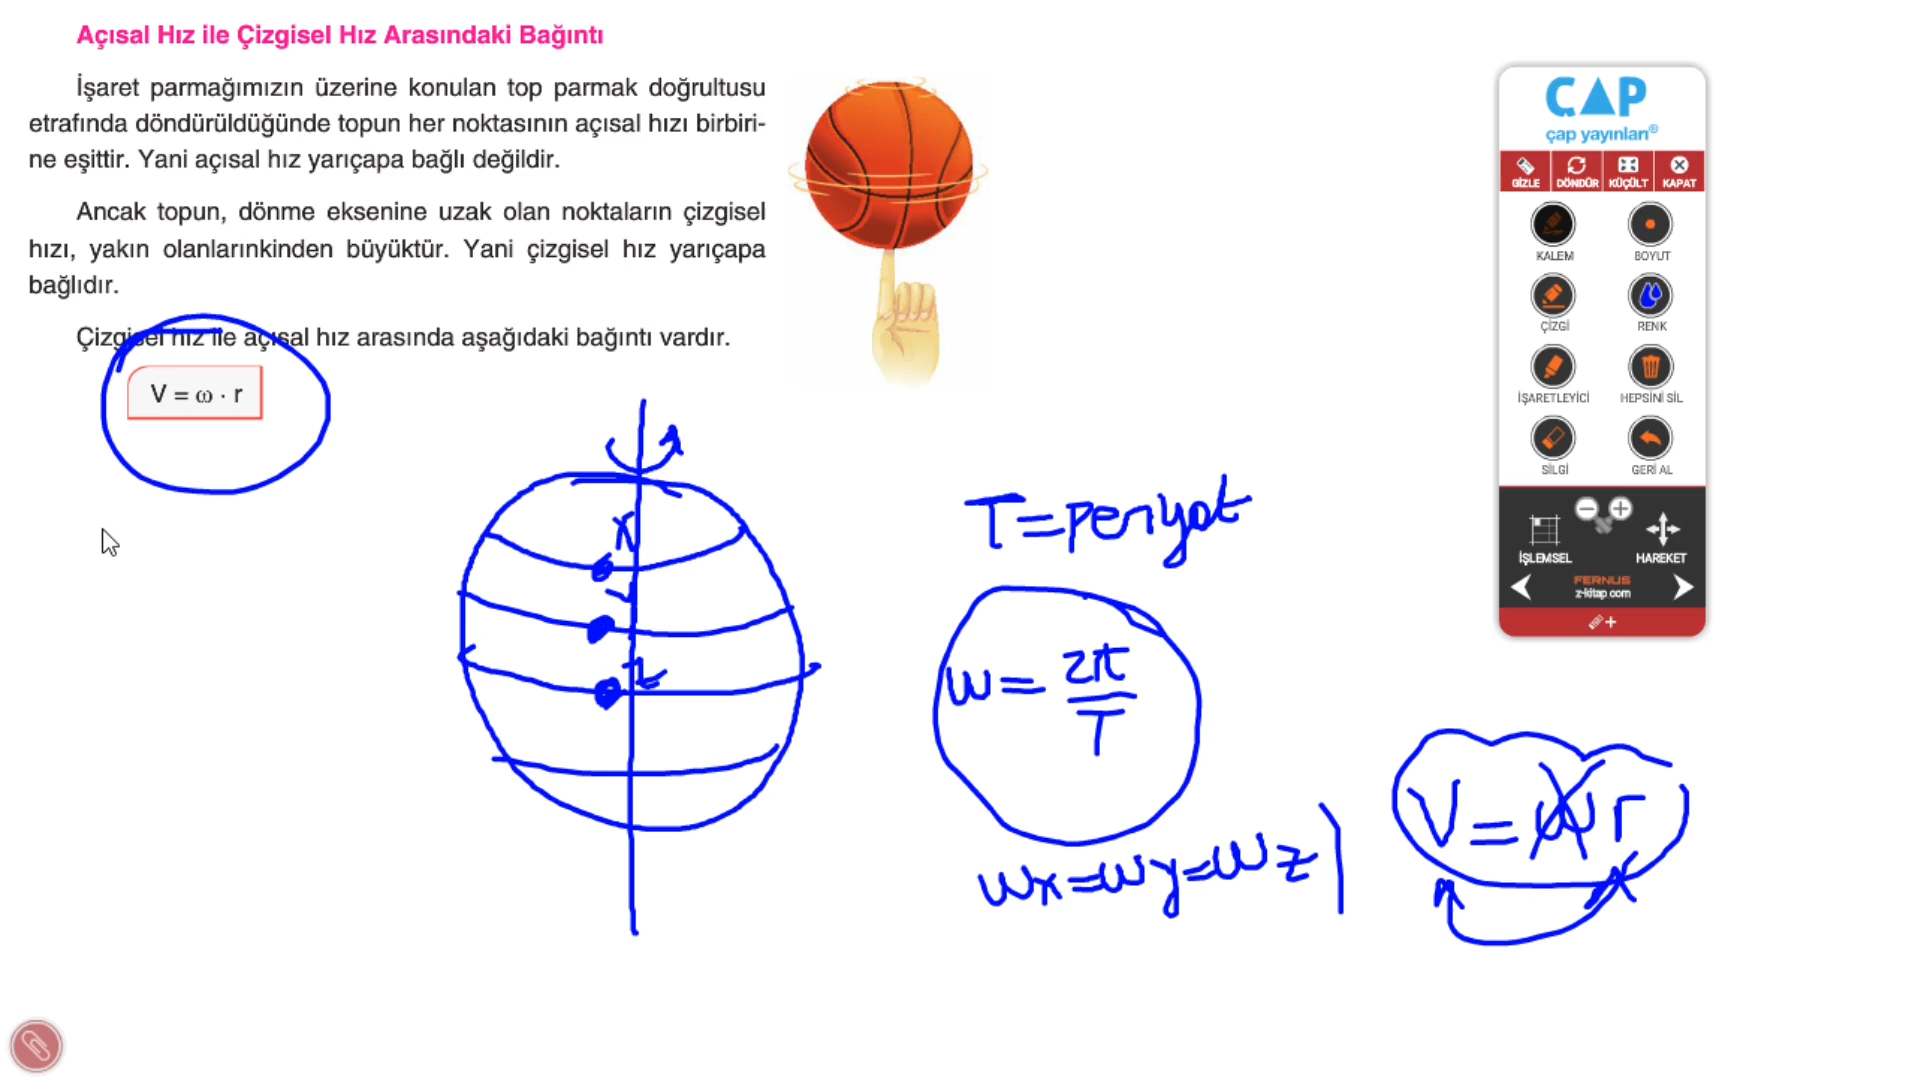 Açısal Hız ile Çizgisel Hız Arasındaki Bağıntı
İşaret parmağımızın üzerine konulan top parmak doğrultusu
etrafında döndürüldüğünde topun her noktasının açısal hızı birbiri-
ne eşittir. Yani açısal hız yarıçapa bağlı değildir.
Ancak topun, dönme eksenine uzak olan noktaların çizgisel
hızı, yakın olanlarınkinden büyüktür. Yani çizgisel hız yarıçapa
bağlıdır.
Çizgisel hız ile açısal hız arasında aşağıdaki bağıntı vardır.
V = ω · r
X
Y
Z
T = periyot
W = 2π
T
Wx = Wy = Wz
V = W r
ÇAP
çap yayınları®
GİZLE DÖNDÜR KÜÇÜLT KAPAT
KALEM BOYUT
ÇİZGİ RENK
İŞARETLEYİCİ HEPSİNİ SİL
SİLGİ GERİ AL
İŞLEMSEL HAREKET
FERNUS
z-kitap.com